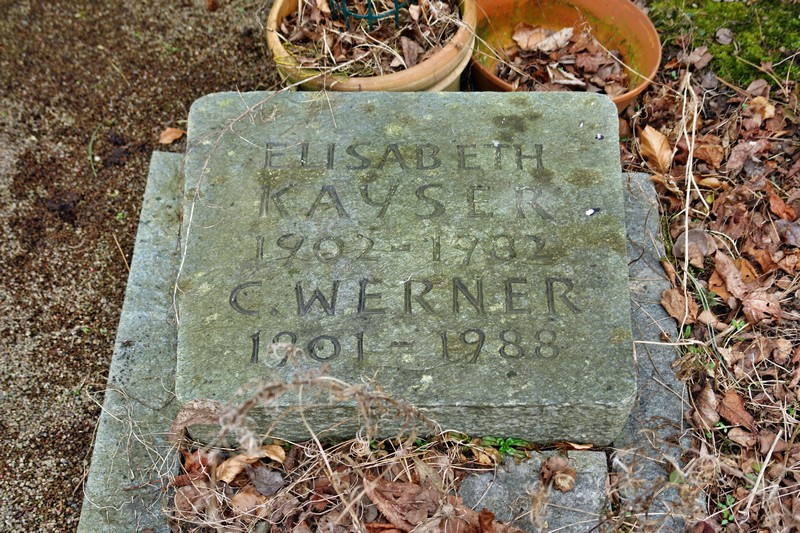 ELISABETH
KAYSER
1902 - 1982
C. WERNER
1901 - 1988